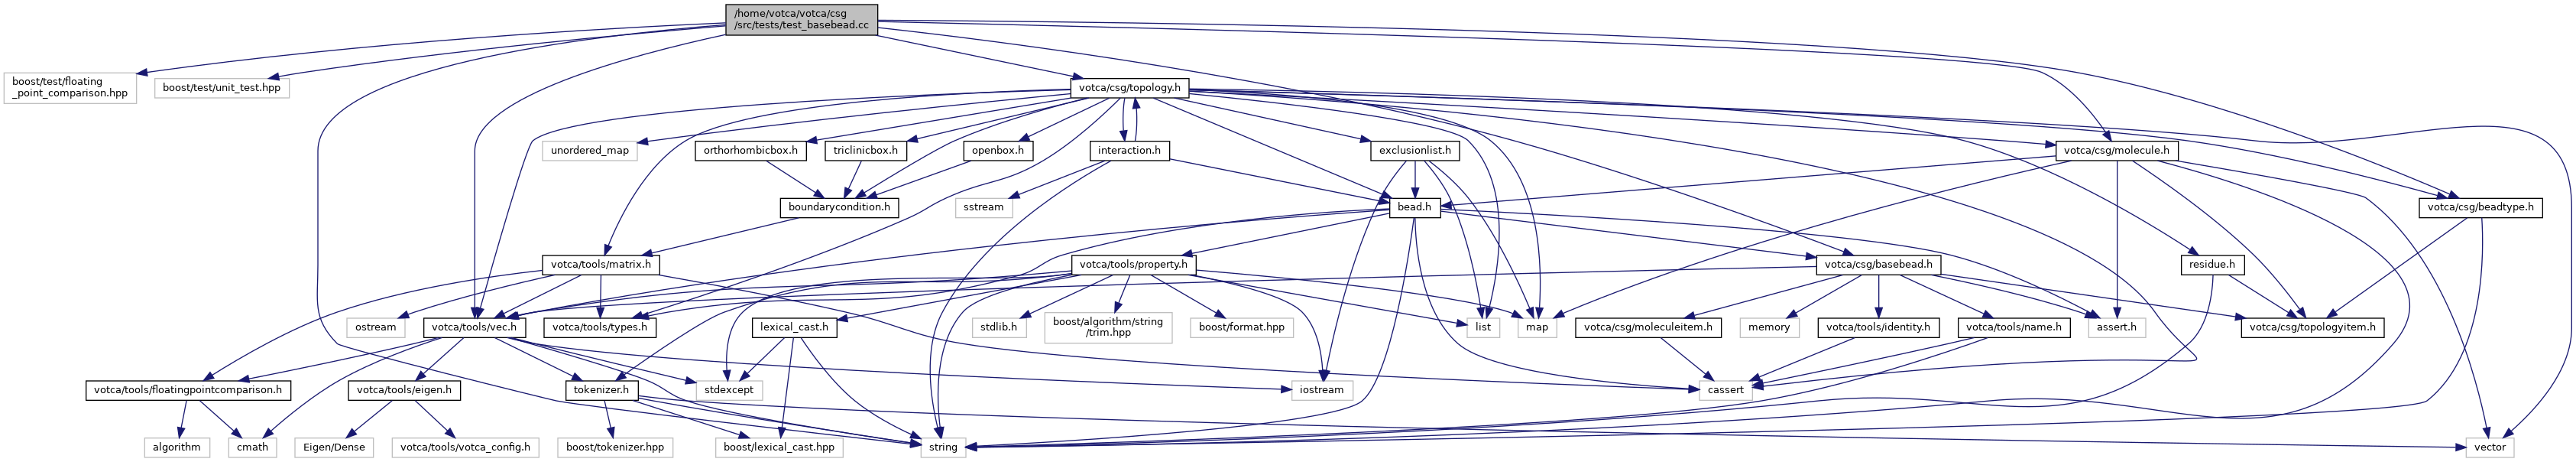 /home/votca/votca/csg
/src/tests/test_basebead.cc
boost/test/floating
_point_comparison.hpp
boost/test/unit_test.hpp
votca/csg/topology.h
unordered_map
orthorhombicbox.h
triclinicbox.h
openbox.h
interaction.h
exclusionlist.h
votca/csg/molecule.h
boundarycondition.h
sstream
bead.h
votca/csg/beadtype.h
votca/tools/matrix.h
votca/tools/property.h
votca/csg/basebead.h
residue.h
ostream
votca/tools/vec.h
votca/tools/types.h
lexical_cast.h
stdlib.h
boost/algorithm/string
/trim.hpp
boost/format.hpp
list
map
votca/csg/moleculeitem.h
memory
votca/tools/identity.h
votca/tools/name.h
assert.h
votca/csg/topologyitem.h
votca/tools/floatingpointcomparison.h
votca/tools/eigen.h
tokenizer.h
stdexcept
iostream
cassert
algorithm
cmath
Eigen/Dense
votca/tools/votca_config.h
boost/tokenizer.hpp
boost/lexical_cast.hpp
string
vector